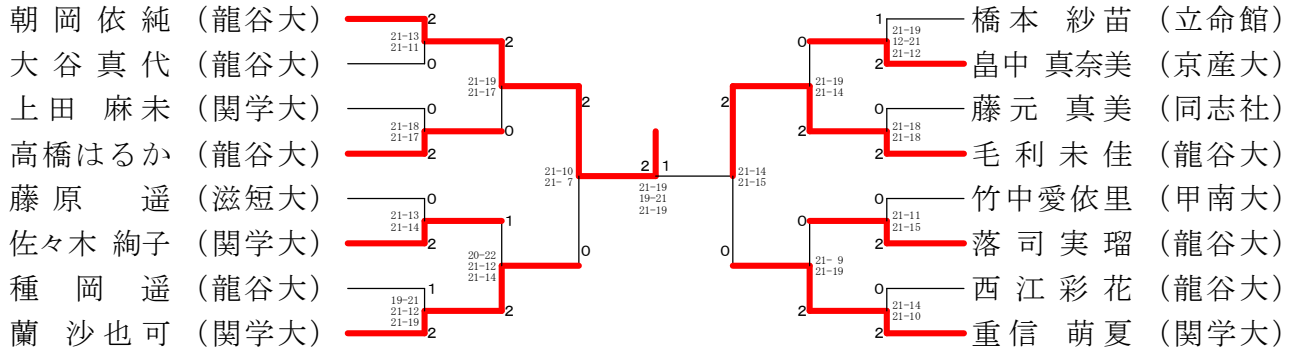 朝岡依純 (龍谷大) 2 1 橋本 紗苗 (立命館)
21-13 2 0 21-19
21-11 12-21
21-12
大谷真代 (龍谷大) 0 2 畠中 真奈美 (京産大)
21-19 2 2 21-19
21-17 21-14
上田 麻未 (関学大) 0 0 藤元 真美 (同志社)
21-18 0 2 21-18
21-17 21-18
高橋はるか (龍谷大) 2 2 毛利未佳 (龍谷大)
21-10 2 1 21-14
21- 7 21-15
21-19
19-21
21-19
藤原 遥 (滋短大) 0 0 竹中愛依里 (甲南大)
21-13 1 0 21-11
21-14 21-15
佐々木 絢子 (関学大) 2 2 落司実瑠 (龍谷大)
20-22 0 0 21- 9
21-12 21-19
21-14
種岡遥 (龍谷大) 1 0 西江彩花 (龍谷大)
19-21 2 2 21-14
21-12 21-10
21-19
蘭 沙也可 (関学大) 2 2 重信 萌夏 (関学大)